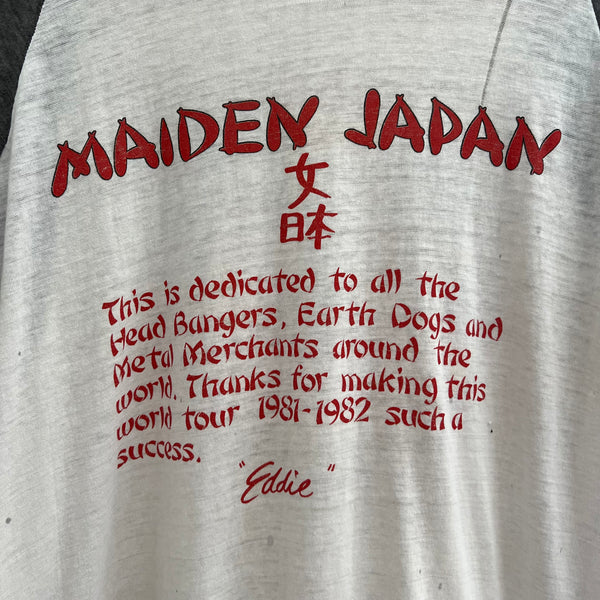 MAIDEN JAPAN
女
日本
This is dedicated to all the
Head Bangers, Earth Dogs and
Metal Merchants around the
world. Thanks for making this
world tour 1981-1982 such a
success.
"Eddie"